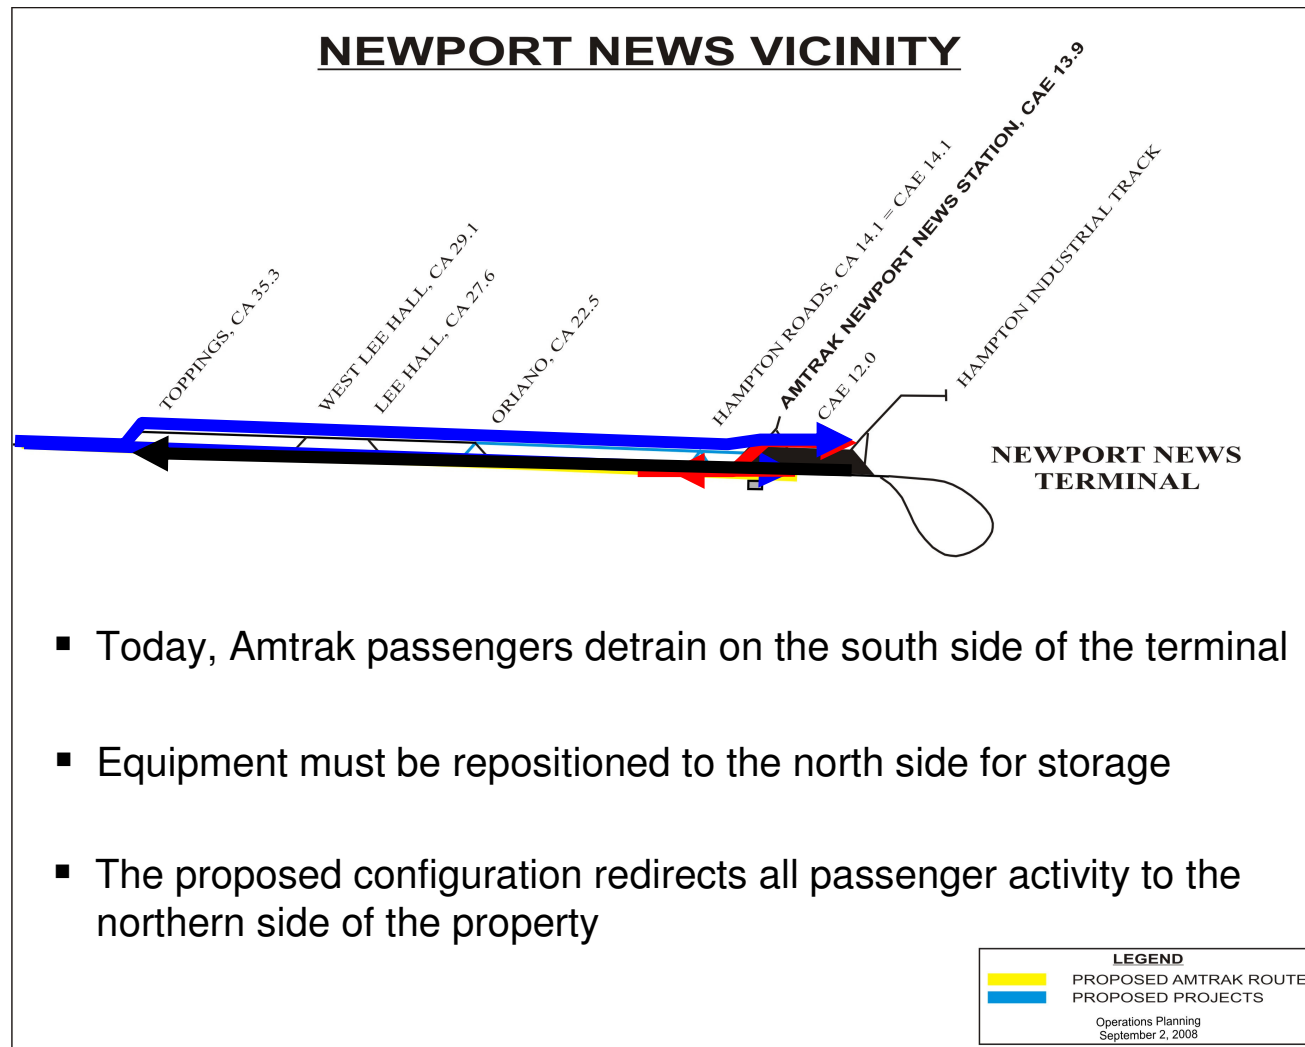 NEWPORT NEWS VICINITY
TOPPINGS, CA 35.3
WEST LEE HALL, CA 29.1
LEE HALL, CA 27.6
ORIANO, CA 22.5
HAMPTON ROADS, CA 14.1 = CAE 14.1
AMTRAK NEWPORT NEWS STATION, CAE 13.9
CAE 12.0
HAMPTON INDUSTRIAL TRACK
NEWPORT NEWS
TERMINAL
▪ Today, Amtrak passengers detrain on the south side of the terminal
▪ Equipment must be repositioned to the north side for storage
▪ The proposed configuration redirects all passenger activity to the
northern side of the property
LEGEND
PROPOSED AMTRAK ROUTE
PROPOSED PROJECTS
Operations Planning
September 2, 2008